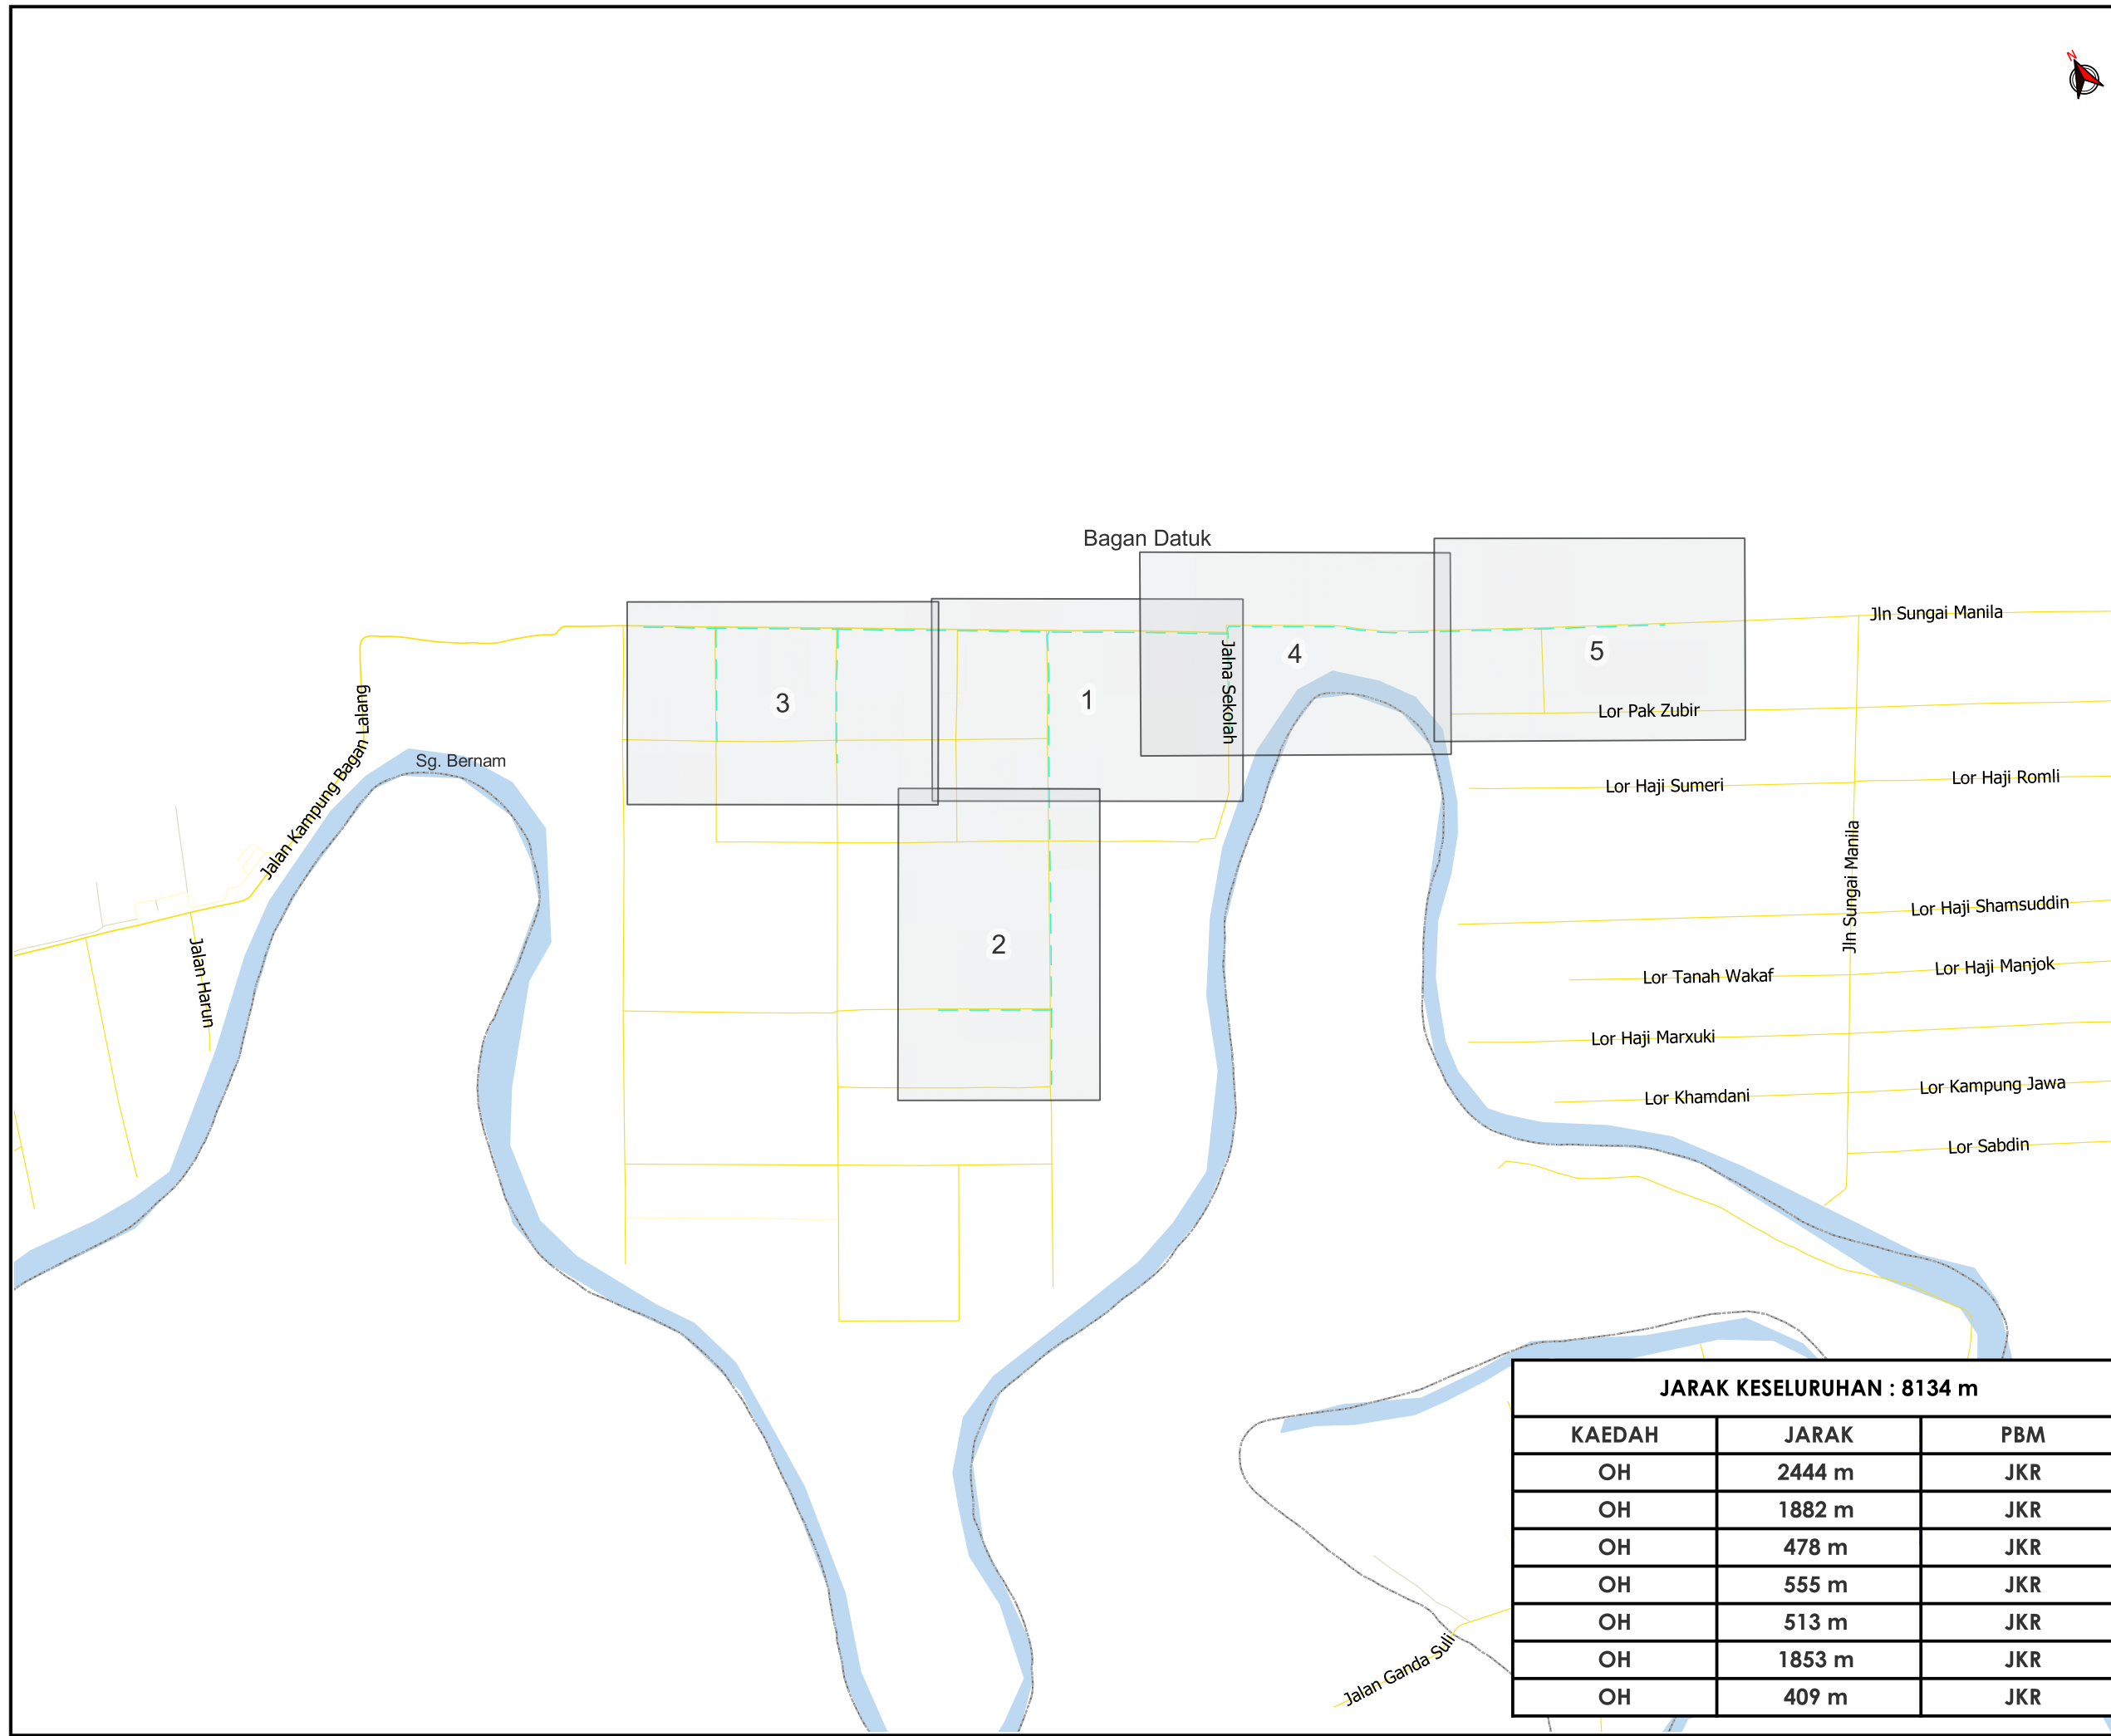 N
Bagan Datuk
Jln Sungai Manila
Jalna Sekolah
4
5
3
1
Lor Pak Zubir
Jalan Kampung Bagan Lalang
Sg. Bernam
Lor Haji Sumeri
Lor Haji Romli
Jln Sungai Manila
Lor Haji Shamsuddin
2
Jalan Harun
Lor Tanah Wakaf
Lor Haji Manjok
Lor Haji Marxuki
Lor Khamdani
Lor Kampung Jawa
Lor Sabdin
Jalan Ganda Suli
JARAK KESELURUHAN : 8134 m
KAEDAH JARAK PBM
OH 2444 m JKR
OH 1882 m JKR
OH 478 m JKR
OH 555 m JKR
OH 513 m JKR
OH 1853 m JKR
OH 409 m JKR